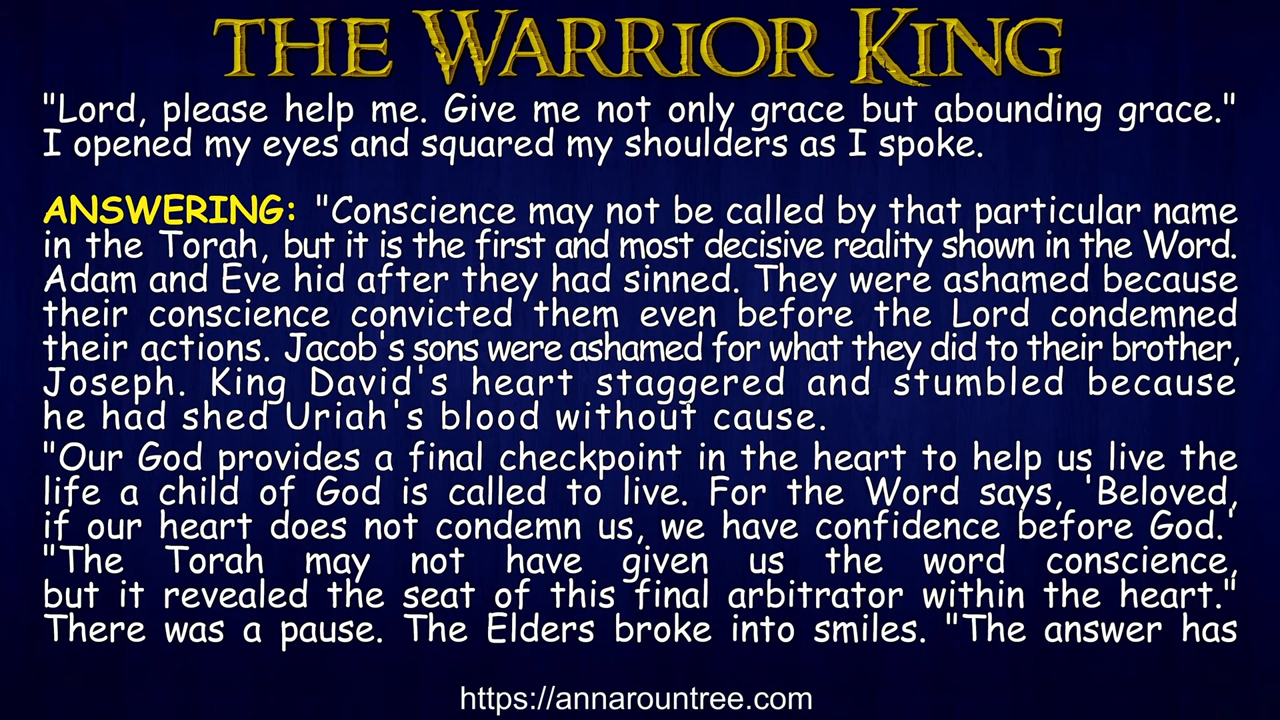 THE WARRIOR KING
"Lord, please help me. Give me not only grace but abounding grace."
I opened my eyes and squared my shoulders as I spoke.
ANSWERING: "Conscience may not be called by that particular name
in the Torah, but it is the first and most decisive reality shown in the Word.
Adam and Eve hid after they had sinned. They were ashamed because
their conscience convicted them even before the Lord condemned
their actions. Jacob's sons were ashamed for what they did to their brother,
Joseph. King David's heart staggered and stumbled because
he had shed Uriah's blood without cause.
"Our God provides a final checkpoint in the heart to help us live the
life a child of God is called to live. For the Word says, 'Beloved,
if our heart does not condemn us, we have confidence before God.'
"The Torah may not have given us the word conscience,
but it revealed the seat of this final arbitrator within the heart."
There was a pause. The Elders broke into smiles. "The answer has
https://annarountree.com